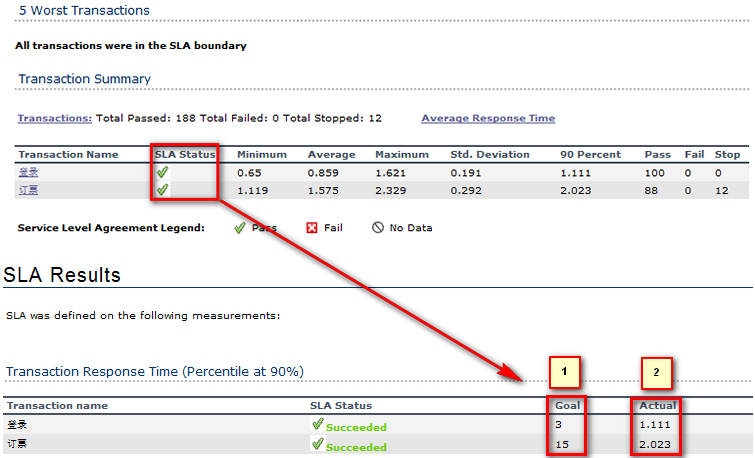 5 Worst Transactions
All transactions were in the SLA boundary
Transaction Summary
Transactions: Total Passed: 188 Total Failed: 0 Total Stopped: 12 Average Response Time
Transaction Name SLA Status Minimum Average Maximum Std. Deviation 90 Percent Pass Fail Stop
登录 0.65 0.859 1.621 0.191 1.111 100 0 0
订票 1.119 1.575 2.329 0.292 2.023 88 0 12
Service Level Agreement Legend: Pass Fail No Data
SLA Results
SLA was defined on the following measurements:
Transaction Response Time (Percentile at 90%)
1 2
Transaction name SLA Status Goal Actual
登录 Succeeded 3 1.111
订票 Succeeded 15 2.023